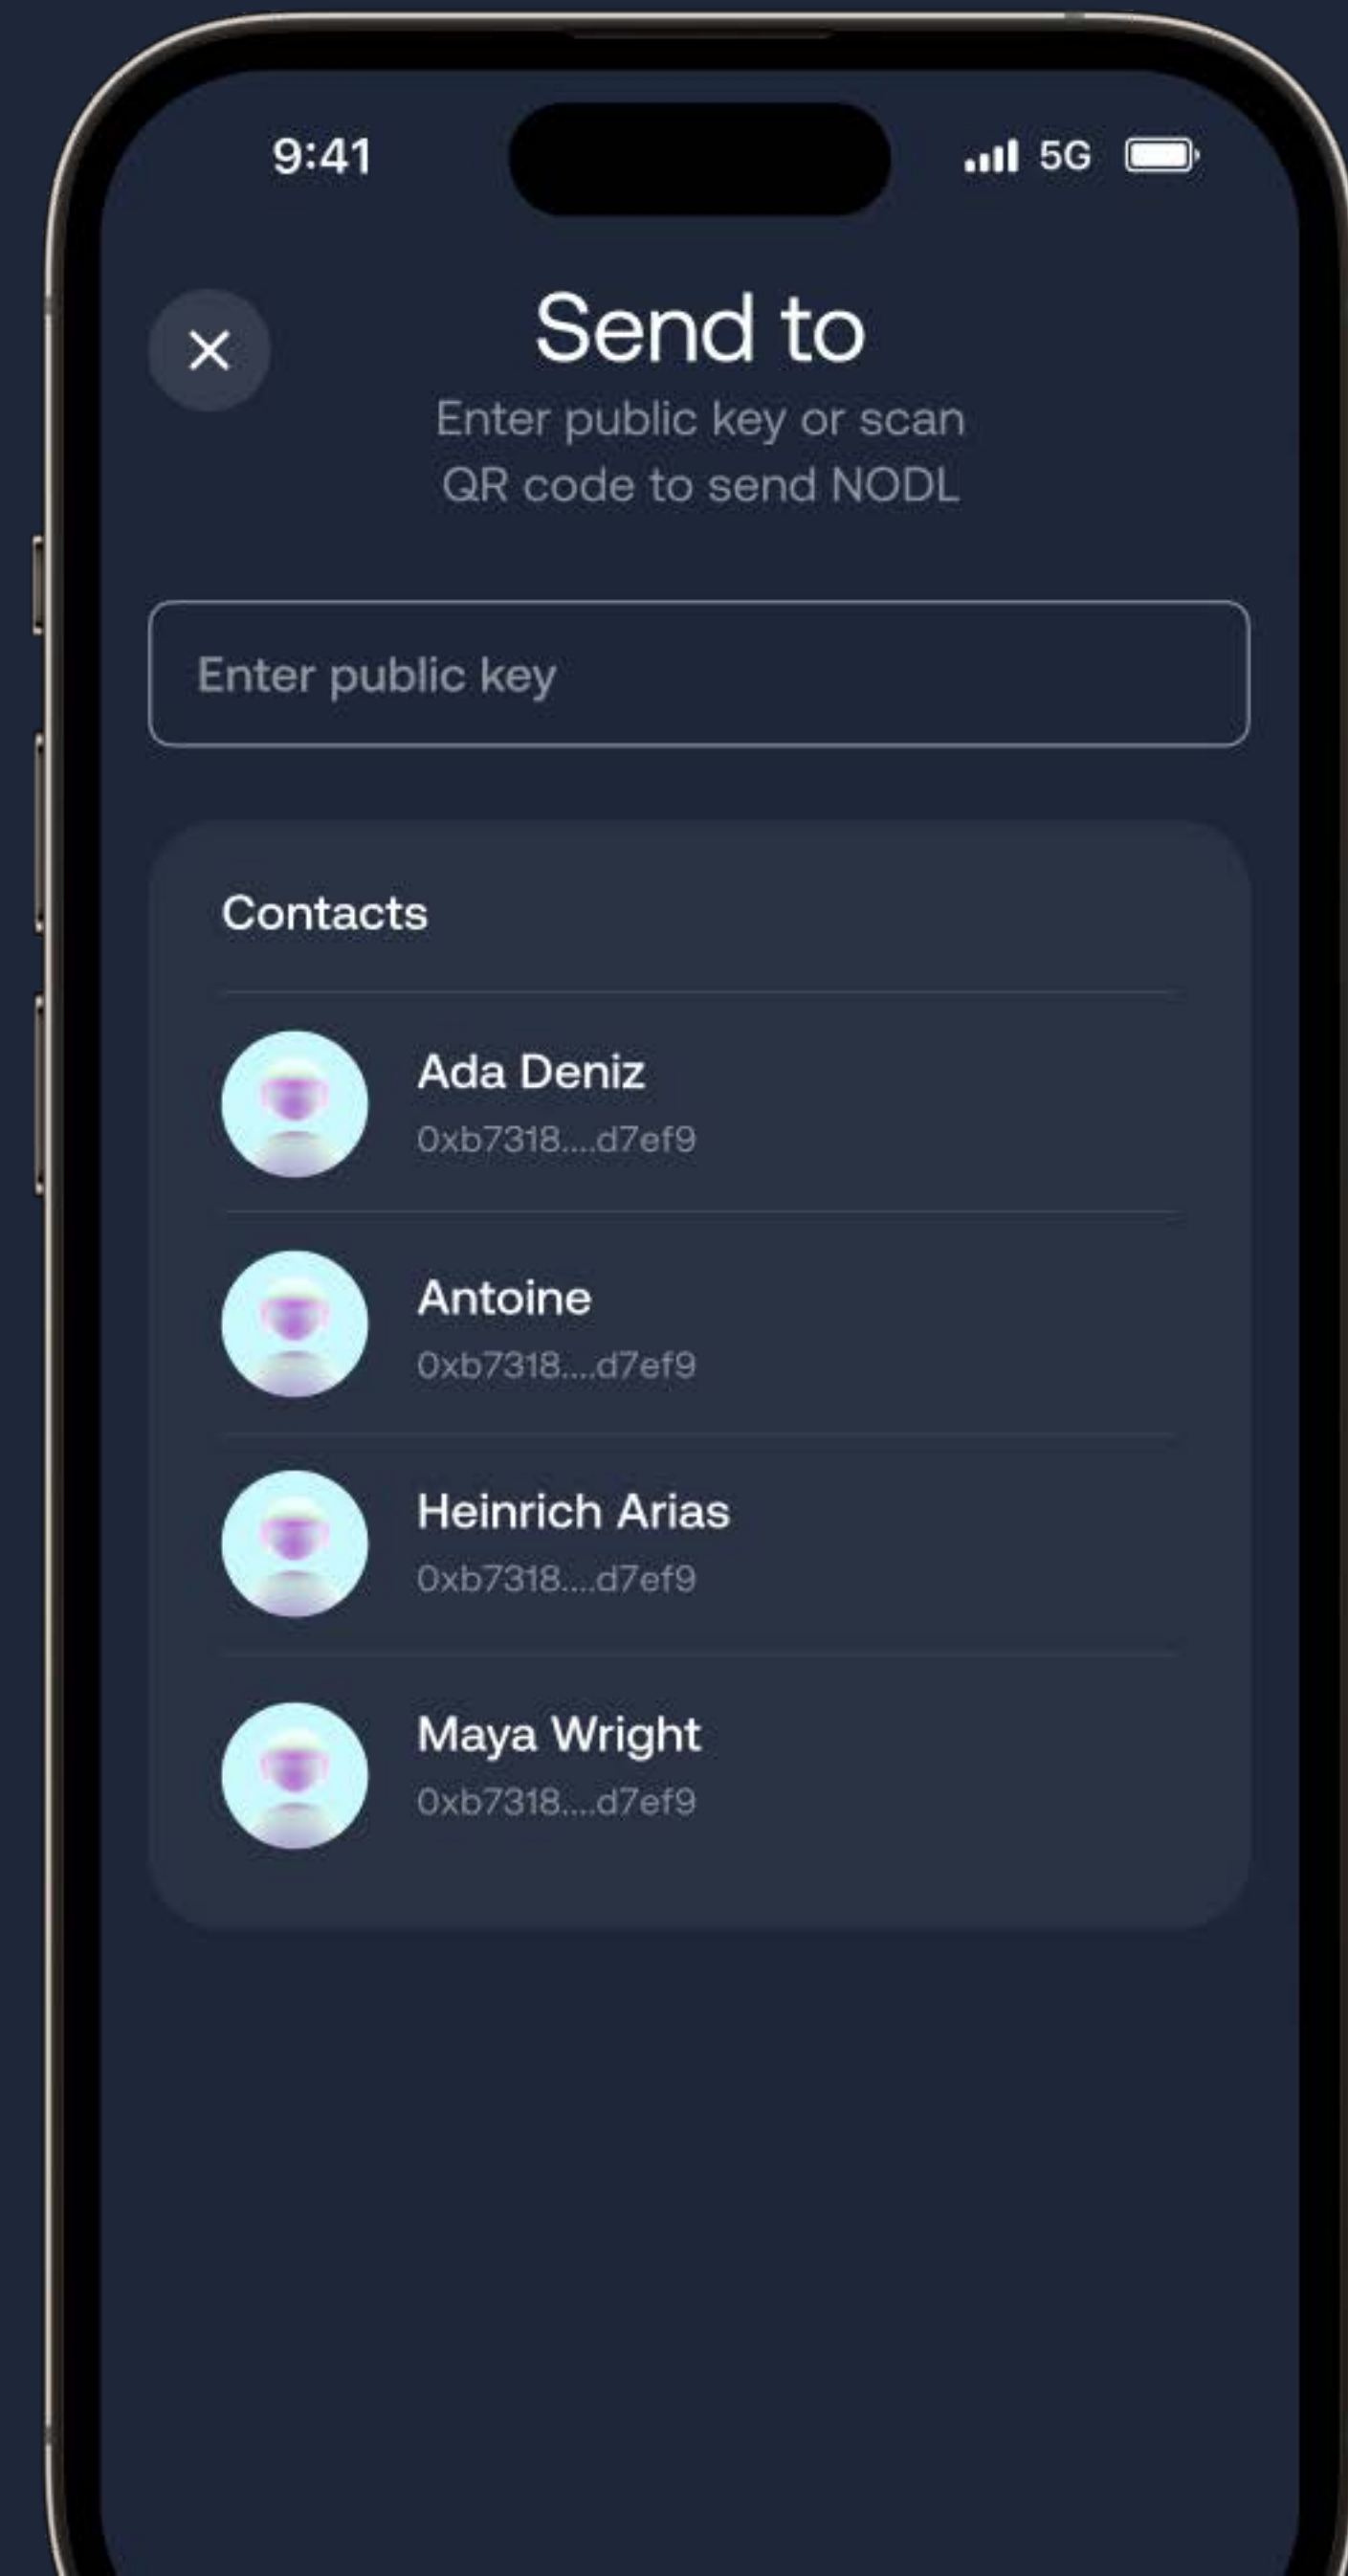 9:41
5G
Send to
Enter public key or scan
QR code to send NODL
Enter public key
Contacts
Ada Deniz
0xb7318....d7ef9
Antoine
0xb7318....d7ef9
Heinrich Arias
0xb7318....d7ef9
Maya Wright
0xb7318....d7ef9